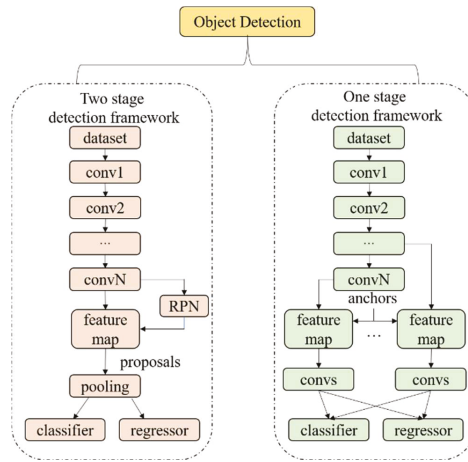 Object Detection
Two stage
detection framework
dataset
conv1
conv2
...
convN
RPN
feature
map
proposals
pooling
classifier
regressor
One stage
detection framework
dataset
conv1
conv2
...
convN
anchors
feature
map
...
feature
map
convs
convs
classifier
regressor